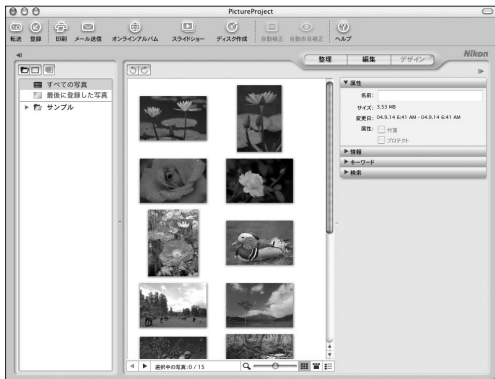 PictureProject
転送 登録 印刷 メール送信 オンラインアルバム スライドショー ディスク作成 自動補正 自動赤目補正 ヘルプ
整理 編集 デザイン
Nikon
すべての写真
最後に登録した写真
サンプル
属性
名前:
サイズ: 3.53 MB
変更日: 04.9.14 6:41 AM - 04.9.14 6:41 AM
属性: 付箋
プロテクト
情報
キーワード
検索
選択中の写真:0 / 15